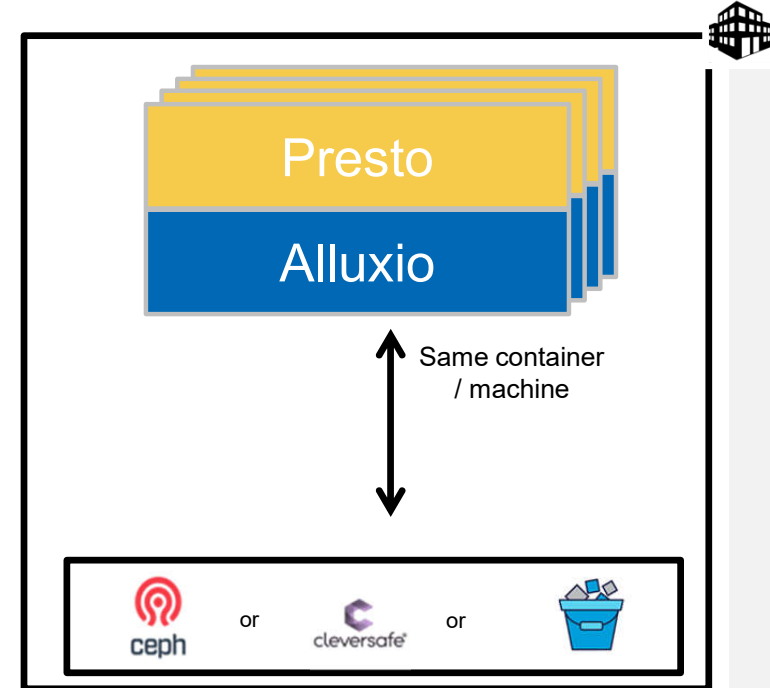 Presto
Alluxio
Same container
/ machine
ceph
or
cleversafe
or